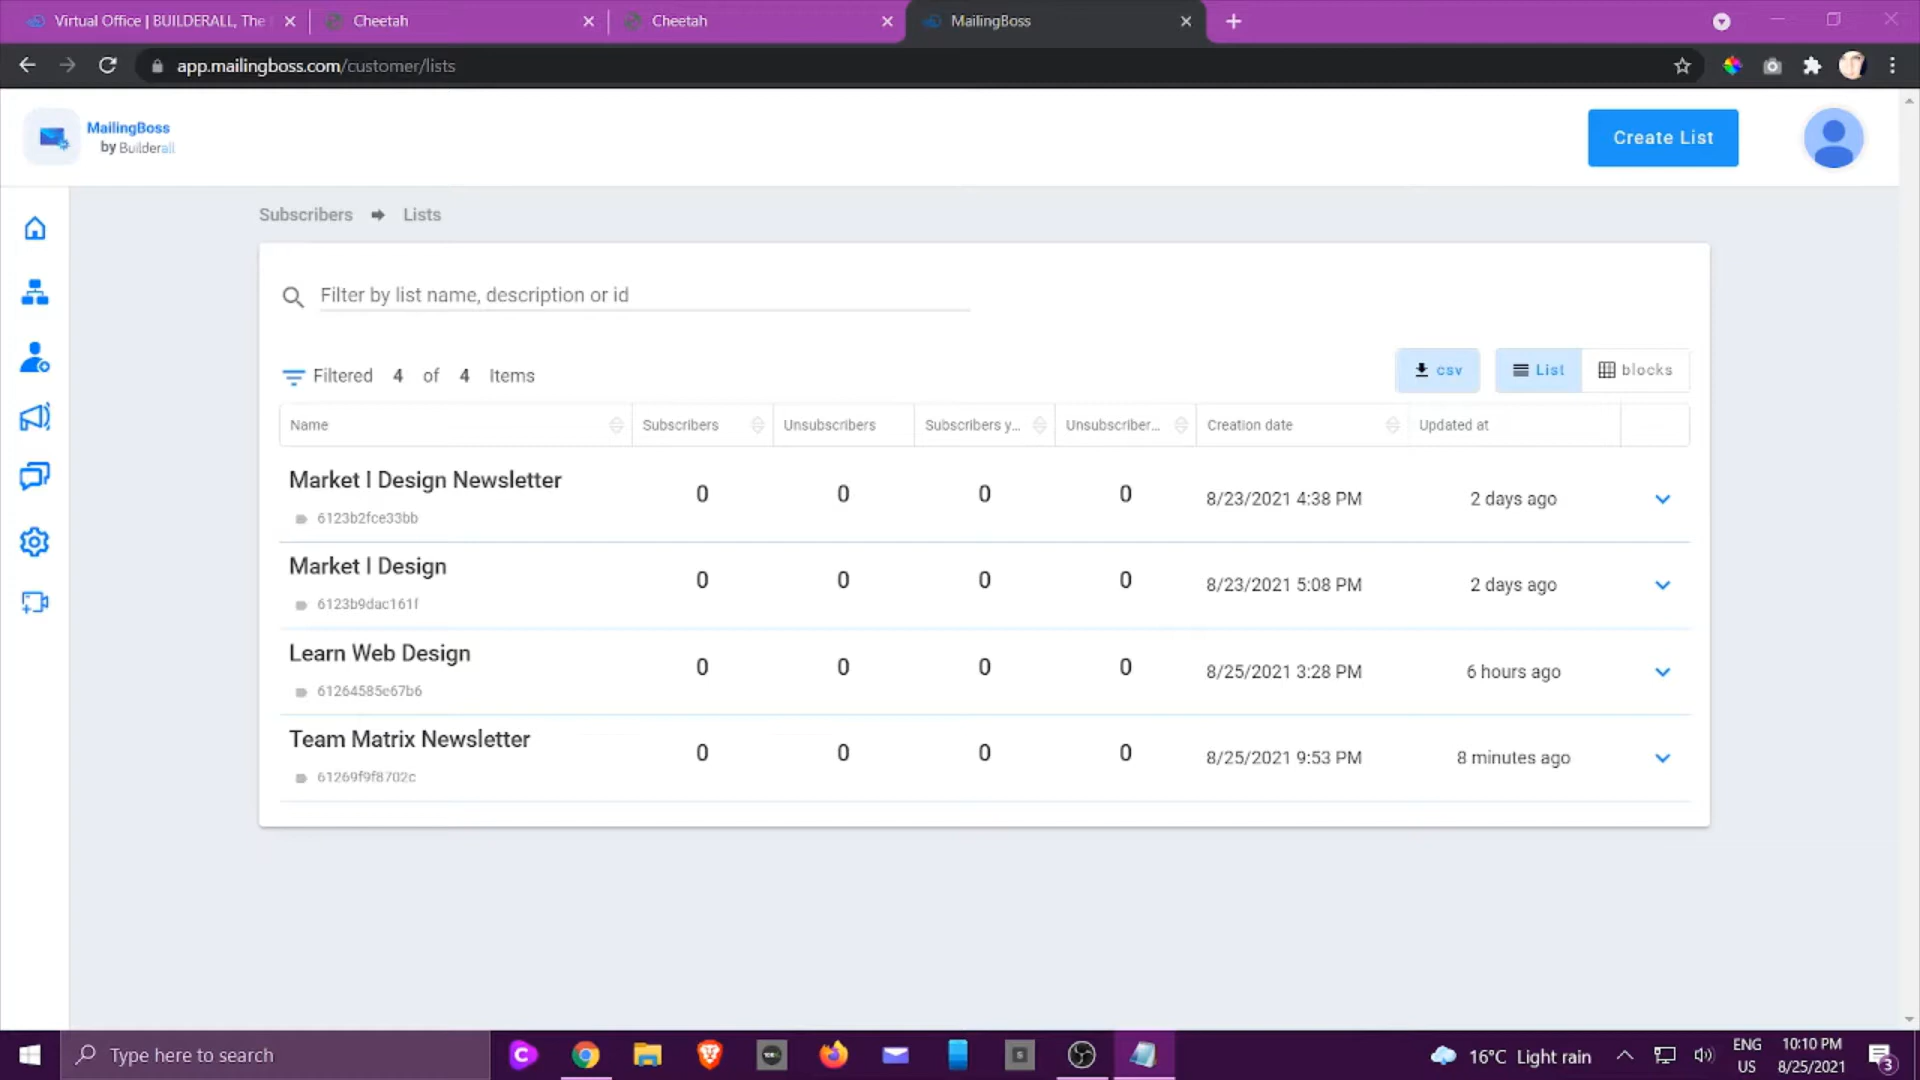 Virtual Office | BUILDERALL, The
Cheetah
Cheetah
MailingBoss
app.mailingboss.com/customer/lists
MailingBoss
by Builderall
Create List
Subscribers Lists
Filter by list name, description or id
Filtered 4 of 4 Items
csv
List
blocks
Name Subscribers Unsubscribers Subscribers y... Unsubscriber... Creation date Updated at
Market I Design Newsletter 0 0 0 0 8/23/2021 4:38 PM 2 days ago
6123b2fce33bb
Market I Design 0 0 0 0 8/23/2021 5:08 PM 2 days ago
6123b9dac161f
Learn Web Design 0 0 0 0 8/25/2021 3:28 PM 6 hours ago
61264585e67b6
Team Matrix Newsletter 0 0 0 0 8/25/2021 9:53 PM 8 minutes ago
61269f9f8702c
Type here to search
16°C Light rain
ENG
US
10:10 PM
8/25/2021
3